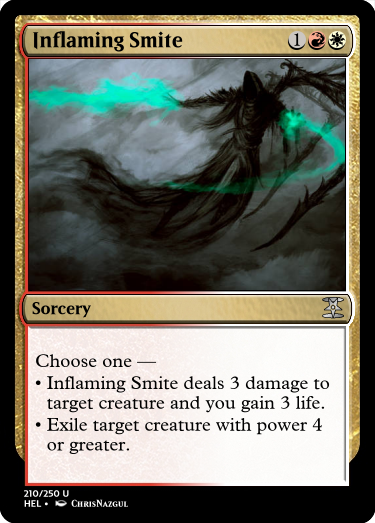 Inflaming Smite 1
Sorcery
Choose one —
• Inflaming Smite deals 3 damage to
target creature and you gain 3 life.
• Exile target creature with power 4
or greater.
210/250 U
HEL • ChrisNazgul